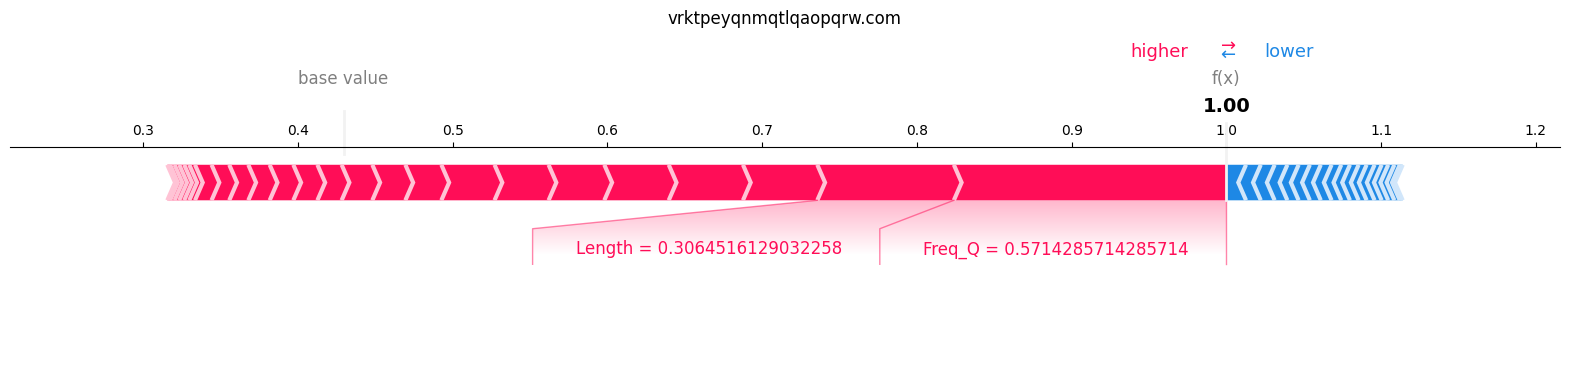 vrktpeyqnmqtlqaopqrw.com
higher ⇄ lower
base value f(x)
1.00
0.3 0.4 0.5 0.6 0.7 0.8 0.9 1.0 1.1 1.2
Length = 0.3064516129032258 Freq_Q = 0.5714285714285714